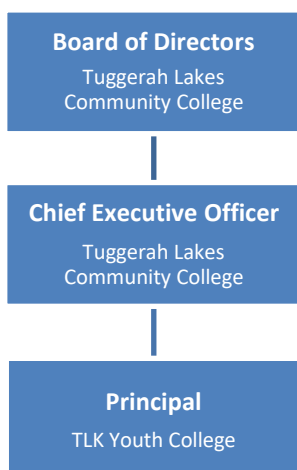 Board of Directors
Tuggerah Lakes
Community College
Chief Executive Officer
Tuggerah Lakes
Community College
Principal
TLK Youth College